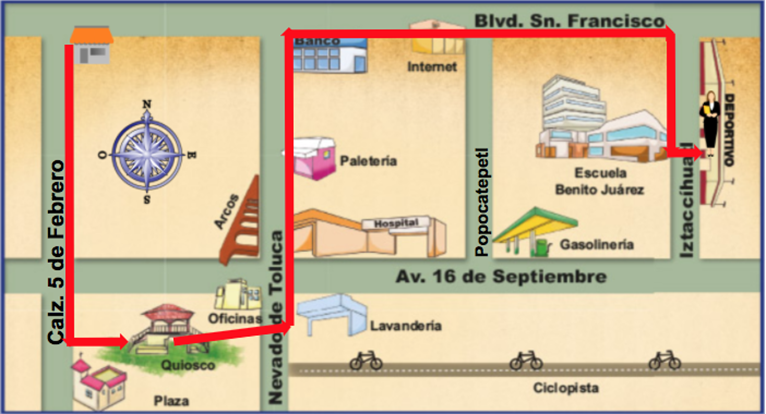 Blvd. Sn. Francisco
Banco
Internet
N
O
E
S
Calz. 5 de Febrero
Arcos
Nevado de Toluca
Paletería
Hospital
Popocatepetl
Escuela
Benito Juárez
Gasolinería
Iztaccíhuatl
DEPORTIVO
Av. 16 de Septiembre
Oficinas
Quiosco
Plaza
Lavandería
Ciclopista